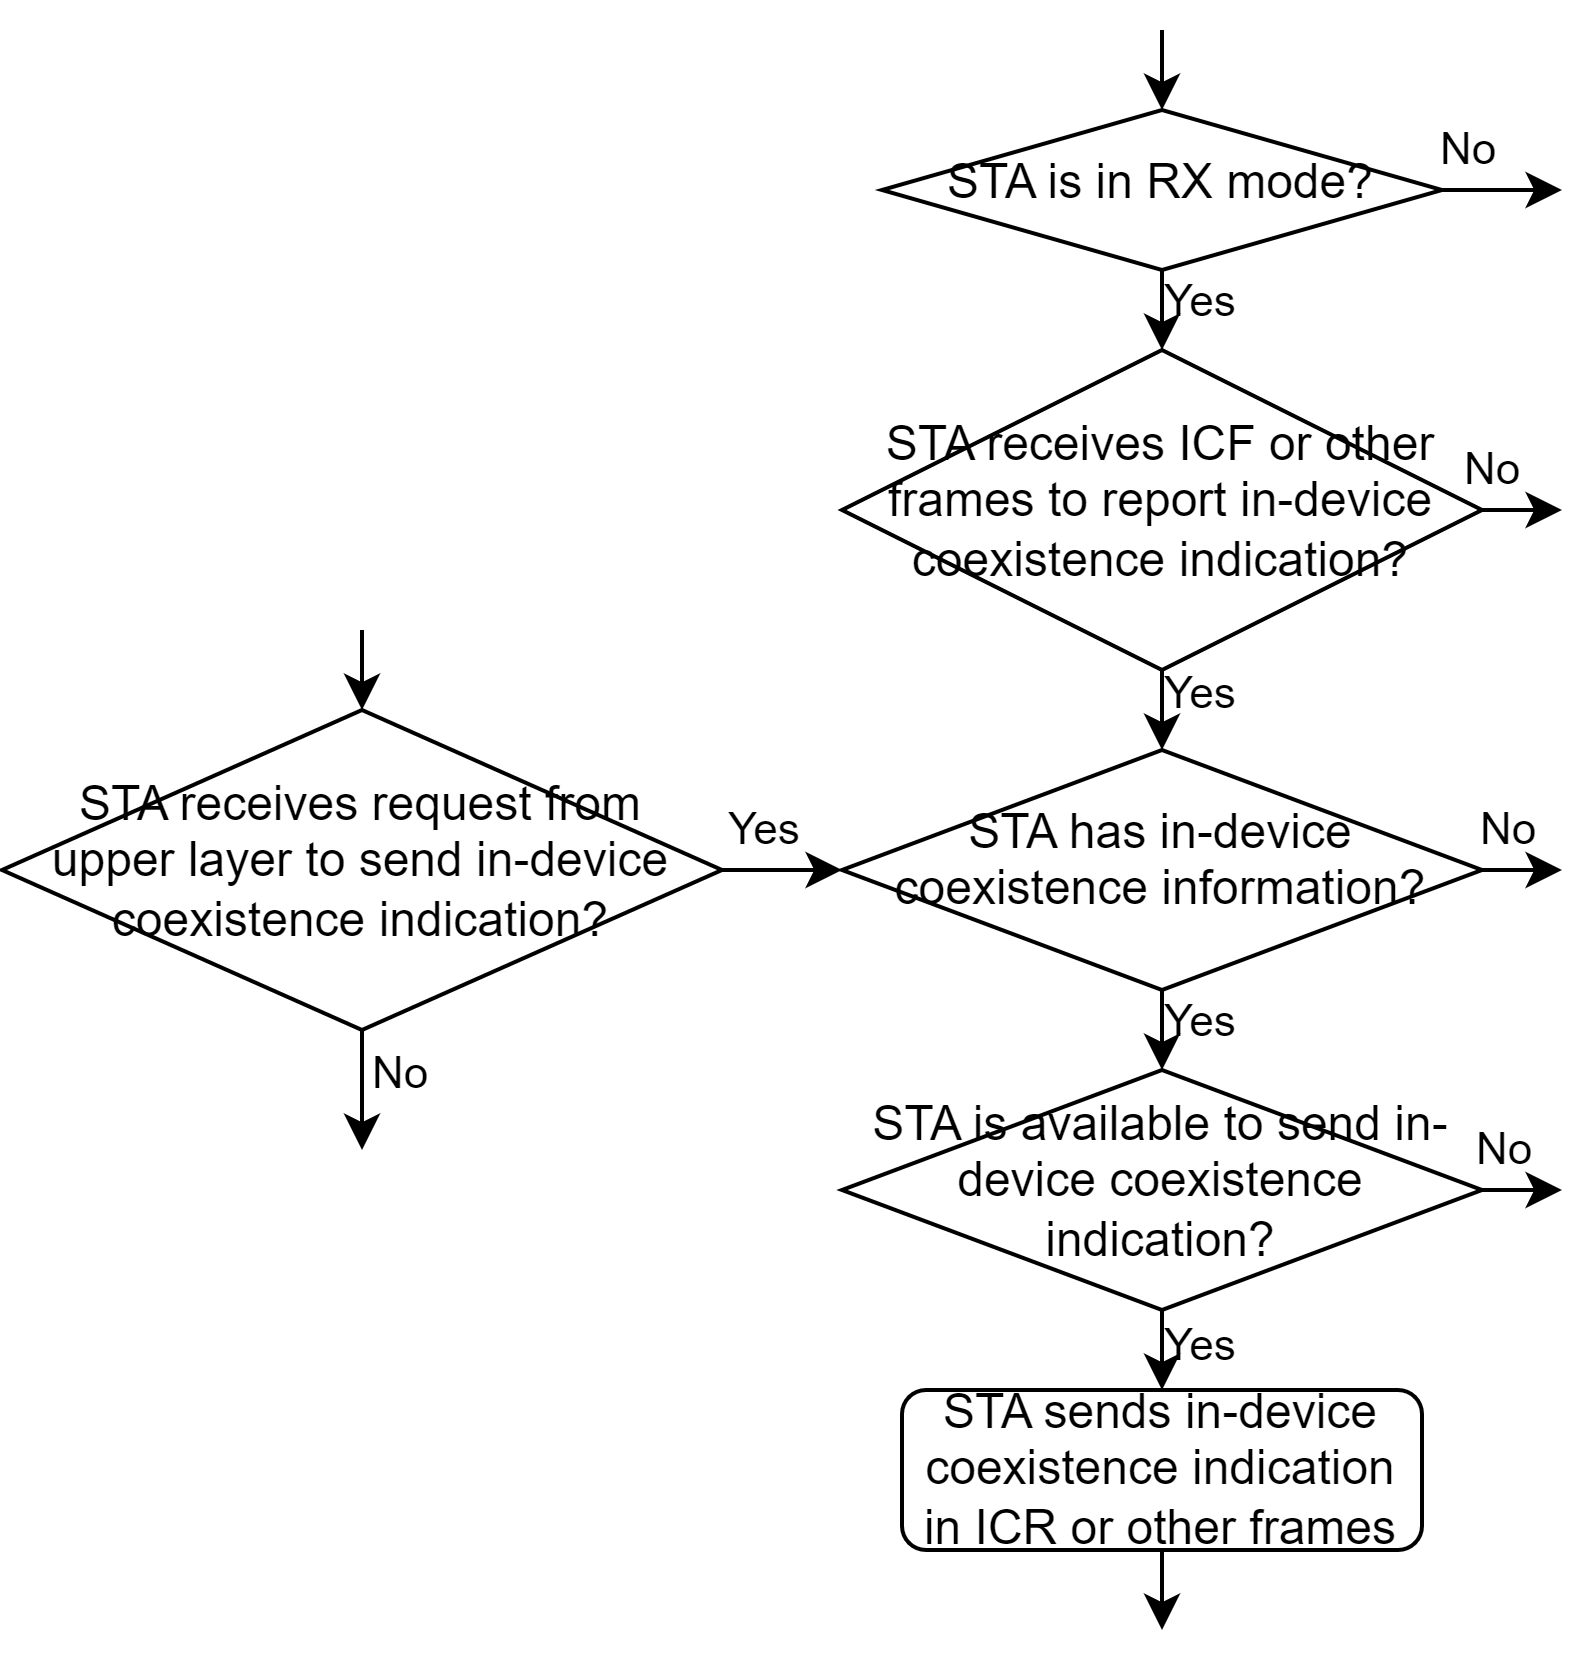 STA is in RX mode?
No
Yes
STA receives ICF or other
frames to report in-device
coexistence indication?
No
Yes
STA receives request from
upper layer to send in-device
coexistence indication?
Yes
No
STA has in-device
coexistence information?
No
Yes
STA is available to send in-
device coexistence
indication?
No
Yes
STA sends in-device
coexistence indication
in ICR or other frames